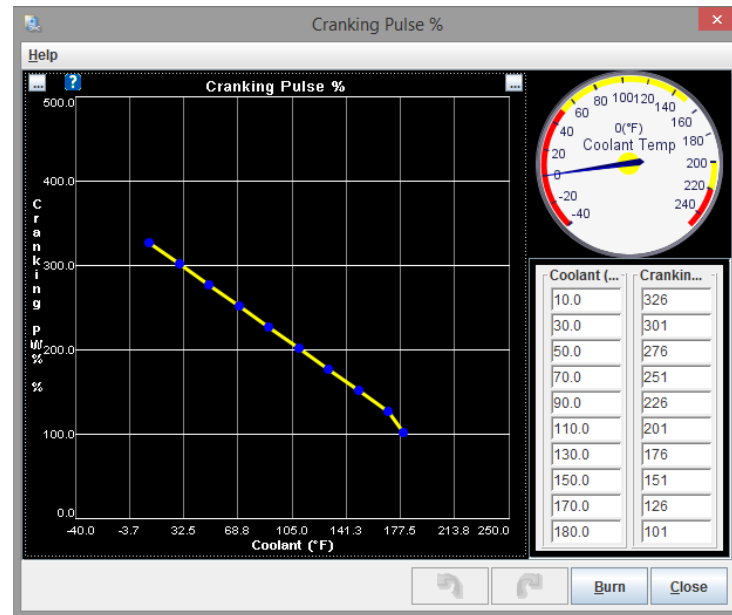 Cranking Pulse %
Help
... ? Cranking Pulse % ...
500.0
400.0
300.0
200.0
100.0
0.0
Cranking PW% %
-40.0 -3.7 32.5 68.8 105.0 141.3 177.5 213.8 250.0
Coolant (°F)
-40 -20 0 20 40 60 80 100 120 140 160 180 200 220 240
0(°F)
Coolant Temp
Coolant (... Crankin...
10.0 326
30.0 301
50.0 276
70.0 251
90.0 226
110.0 201
130.0 176
150.0 151
170.0 126
180.0 101
Burn Close